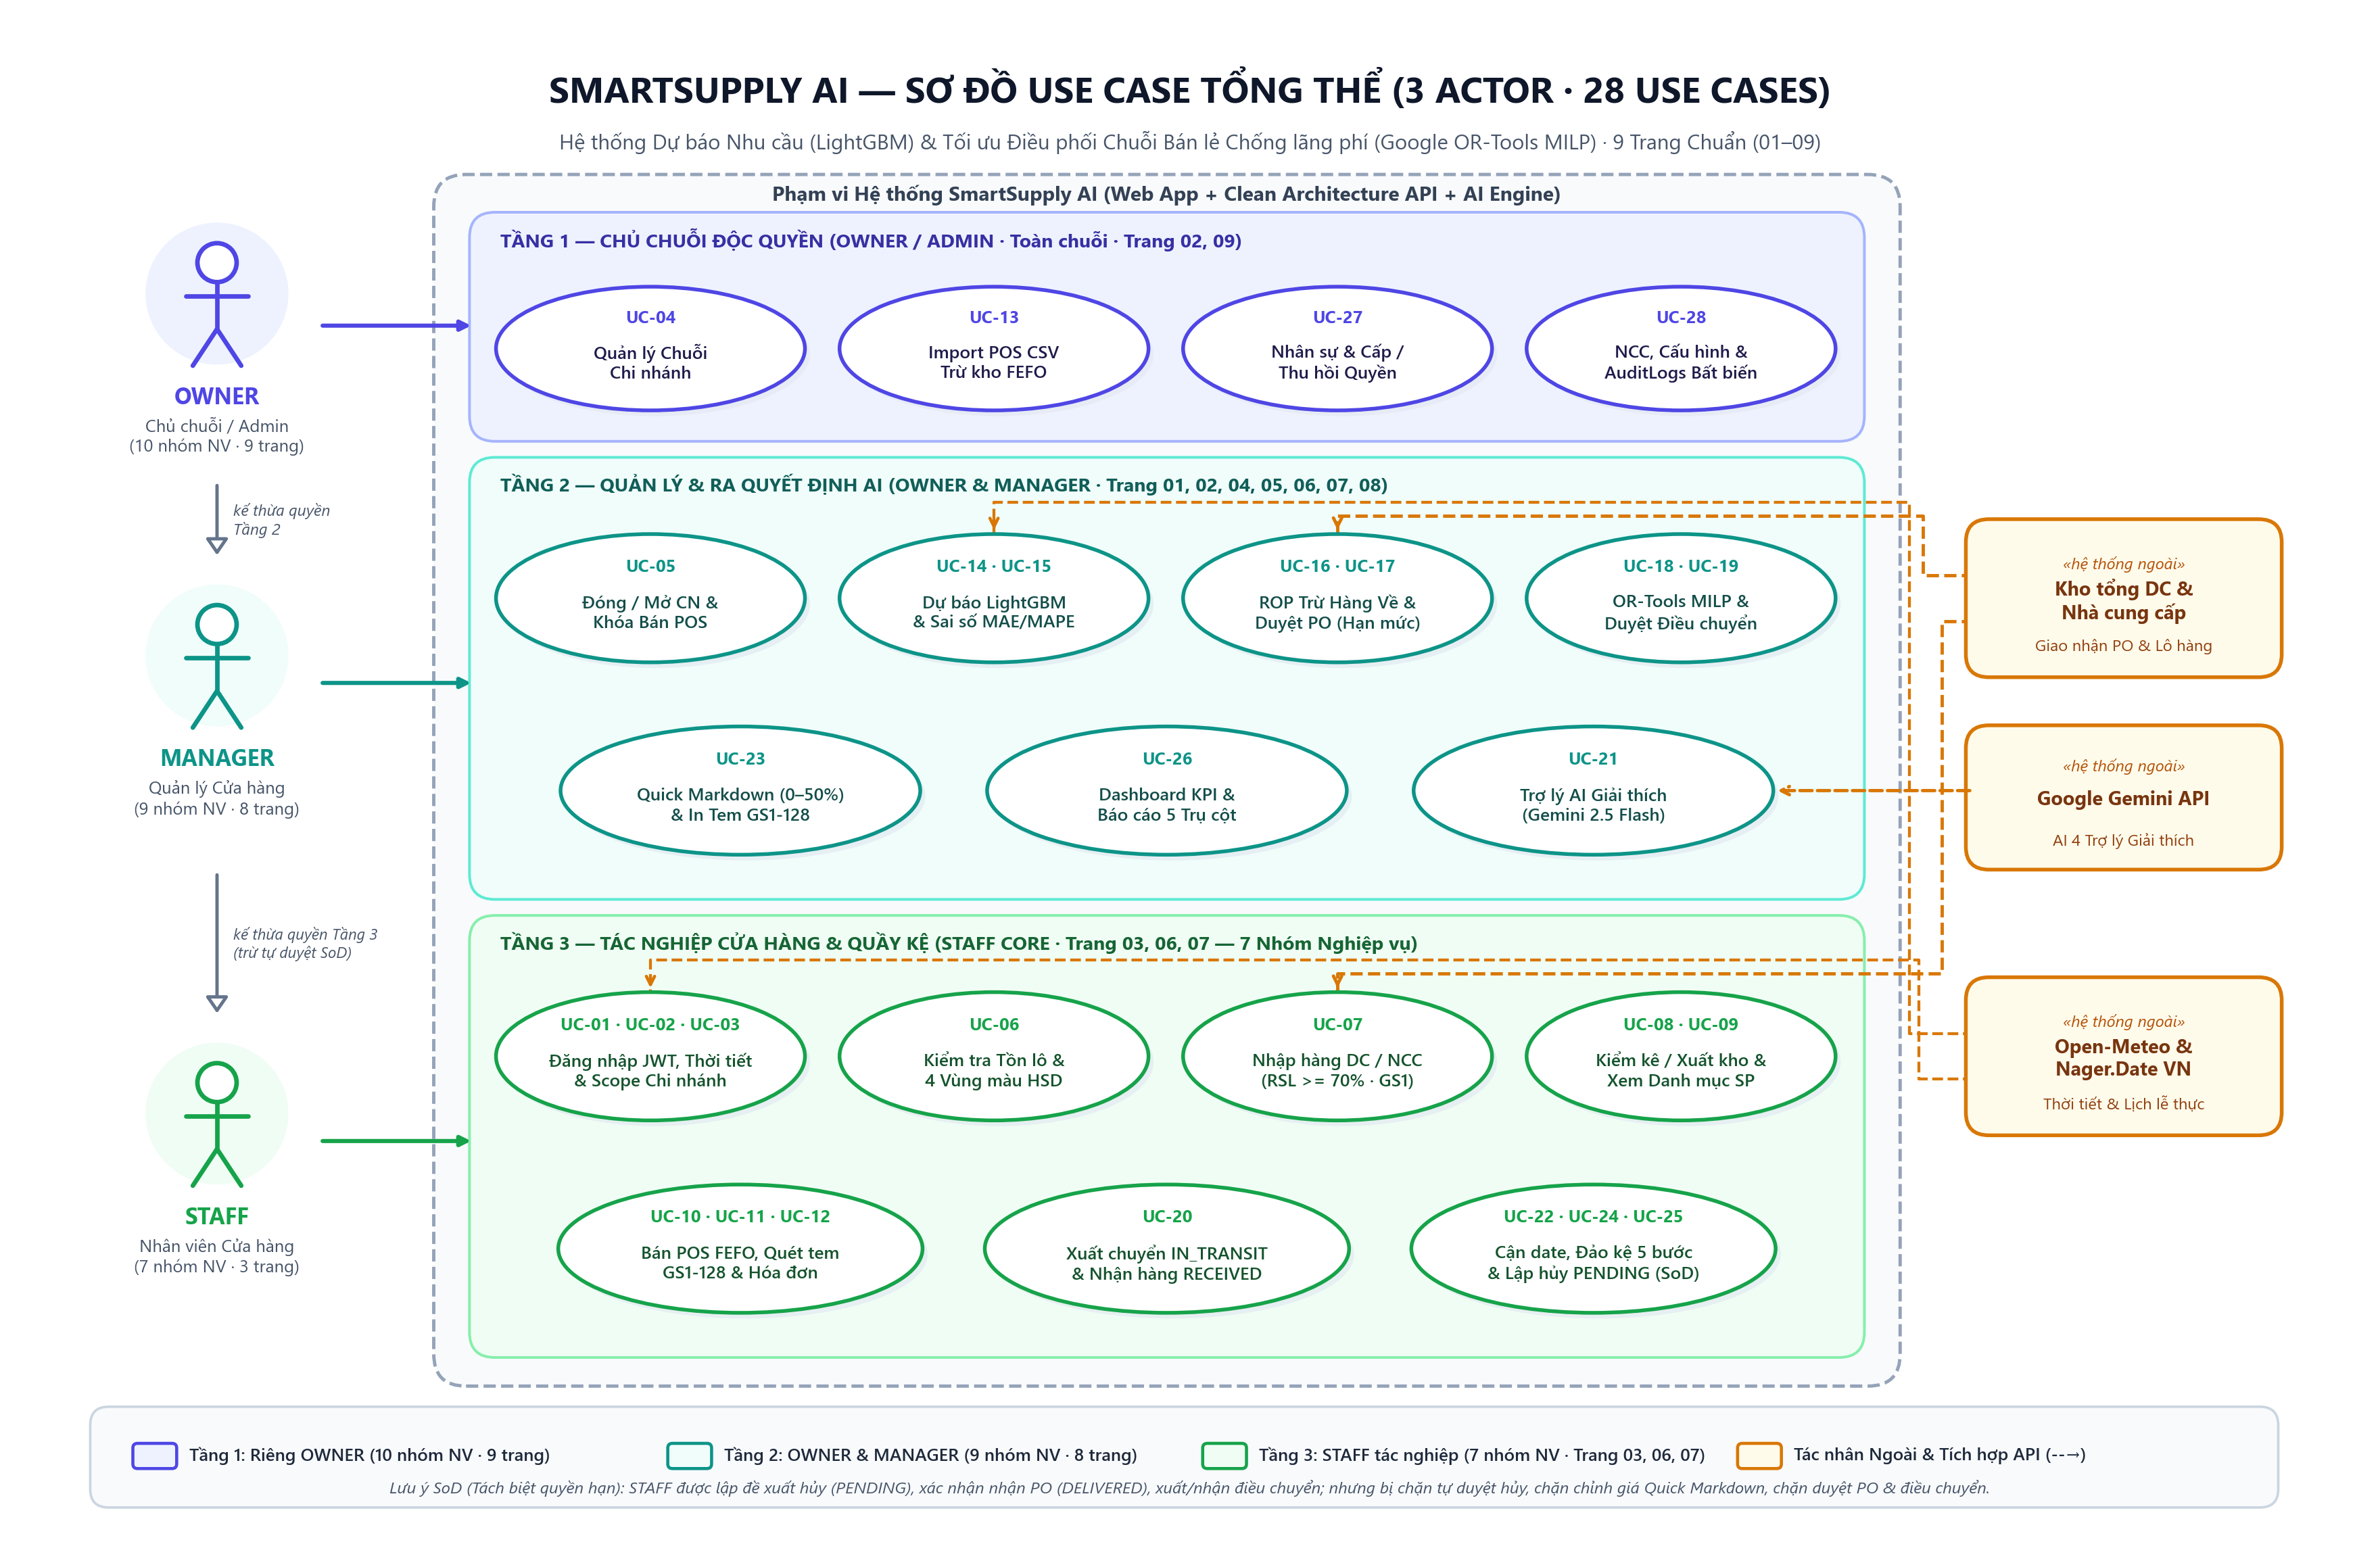 SMARTSUPPLY AI — SƠ ĐỒ USE CASE TỔNG THỂ (3 ACTOR · 28 USE CASES)
Hệ thống Dự báo Nhu cầu (LightGBM) & Tối ưu Điều phối Chuỗi Bán lẻ Chống lãng phí (Google OR-Tools MILP) · 9 Trang Chuẩn (01–09)
Phạm vi Hệ thống SmartSupply AI (Web App + Clean Architecture API + AI Engine)
OWNER
Chủ chuỗi / Admin
(10 nhóm NV · 9 trang)
kế thừa quyền
Tầng 2
MANAGER
Quản lý Cửa hàng
(9 nhóm NV · 8 trang)
kế thừa quyền Tầng 3
(trừ tự duyệt SoD)
STAFF
Nhân viên Cửa hàng
(7 nhóm NV · 3 trang)
TẦNG 1 — CHỦ CHUỖI ĐỘC QUYỀN (OWNER / ADMIN · Toàn chuỗi · Trang 02, 09)
UC-04
Quản lý Chuỗi
Chi nhánh
UC-13
Import POS CSV
Trừ kho FEFO
UC-27
Nhân sự & Cấp /
Thu hồi Quyền
UC-28
NCC, Cấu hình &
AuditLogs Bất biến
TẦNG 2 — QUẢN LÝ & RA QUYẾT ĐỊNH AI (OWNER & MANAGER · Trang 01, 02, 04, 05, 06, 07, 08)
UC-05
Đóng / Mở CN &
Khóa Bán POS
UC-14 · UC-15
Dự báo LightGBM
& Sai số MAE/MAPE
UC-16 · UC-17
ROP Trừ Hàng Về &
Duyệt PO (Hạn mức)
UC-18 · UC-19
OR-Tools MILP &
Duyệt Điều chuyển
UC-23
Quick Markdown (0–50%)
& In Tem GS1-128
UC-26
Dashboard KPI &
Báo cáo 5 Trụ cột
UC-21
Trợ lý AI Giải thích
(Gemini 2.5 Flash)
TẦNG 3 — TÁC NGHIỆP CỬA HÀNG & QUẦY KỆ (STAFF CORE · Trang 03, 06, 07 — 7 Nhóm Nghiệp vụ)
UC-01 · UC-02 · UC-03
Đăng nhập JWT, Thời tiết
& Scope Chi nhánh
UC-06
Kiểm tra Tồn lô &
4 Vùng màu HSD
UC-07
Nhập hàng DC / NCC
(RSL >= 70% · GS1)
UC-08 · UC-09
Kiểm kê / Xuất kho &
Xem Danh mục SP
UC-10 · UC-11 · UC-12
Bán POS FEFO, Quét tem
GS1-128 & Hóa đơn
UC-20
Xuất chuyển IN_TRANSIT
& Nhận hàng RECEIVED
UC-22 · UC-24 · UC-25
Cận date, Đảo kệ 5 bước
& Lập hủy PENDING (SoD)
«hệ thống ngoài»
Kho tổng DC &
Nhà cung cấp
Giao nhận PO & Lô hàng
«hệ thống ngoài»
Google Gemini API
AI 4 Trợ lý Giải thích
«hệ thống ngoài»
Open-Meteo &
Nager.Date VN
Thời tiết & Lịch lễ thực
Tầng 1: Riêng OWNER (10 nhóm NV · 9 trang)
Tầng 2: OWNER & MANAGER (9 nhóm NV · 8 trang)
Tầng 3: STAFF tác nghiệp (7 nhóm NV · Trang 03, 06, 07)
Tác nhân Ngoài & Tích hợp API (--→)
Lưu ý SoD (Tách biệt quyền hạn): STAFF được lập đề xuất hủy (PENDING), xác nhận nhận PO (DELIVERED), xuất/nhận điều chuyển; nhưng bị chặn tự duyệt hủy, chặn chỉnh giá Quick Markdown, chặn duyệt PO & điều chuyển.